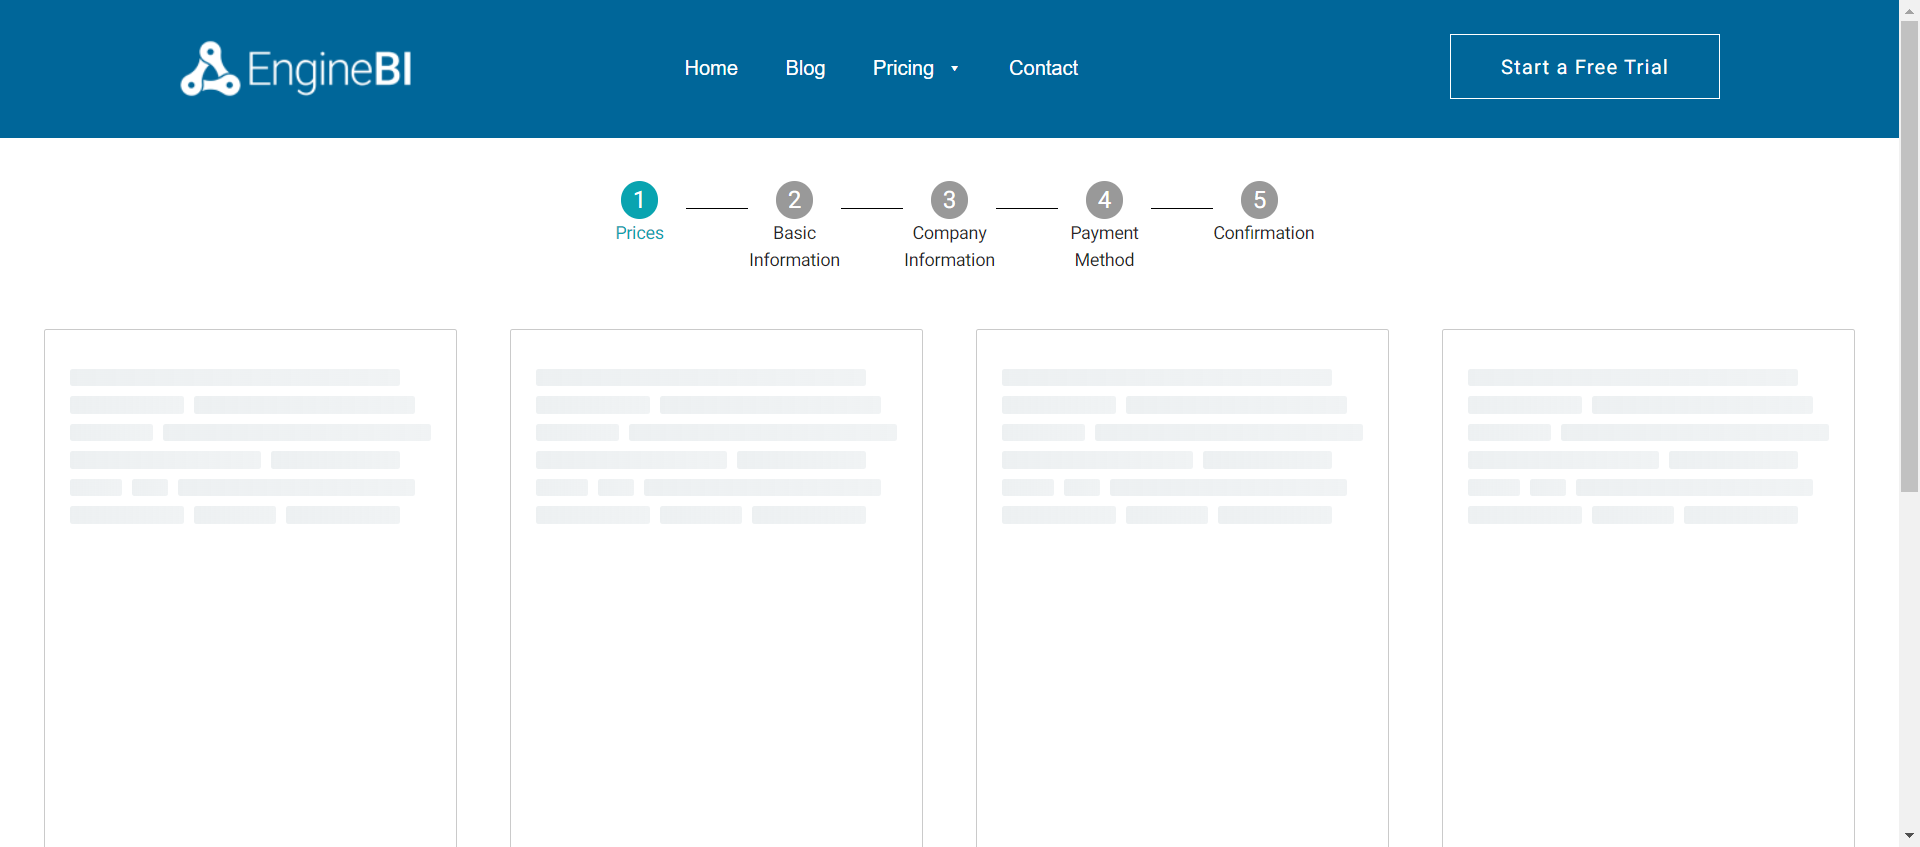 EngineBI
Home Blog Pricing Contact
Start a Free Trial
1 2 3 4 5
Prices Basic Information Company Information Payment Method Confirmation